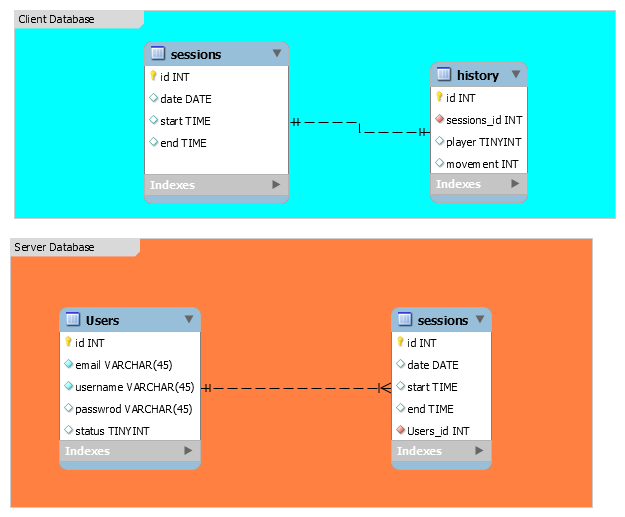 Client Database
sessions
id INT
date DATE
start TIME
end TIME
Indexes
history
id INT
sessions_id INT
player TINYINT
movement INT
Indexes
Server Database
Users
id INT
email VARCHAR(45)
username VARCHAR(45)
passwrod VARCHAR(45)
status TINYINT
Indexes
sessions
id INT
date DATE
start TIME
end TIME
Users_id INT
Indexes